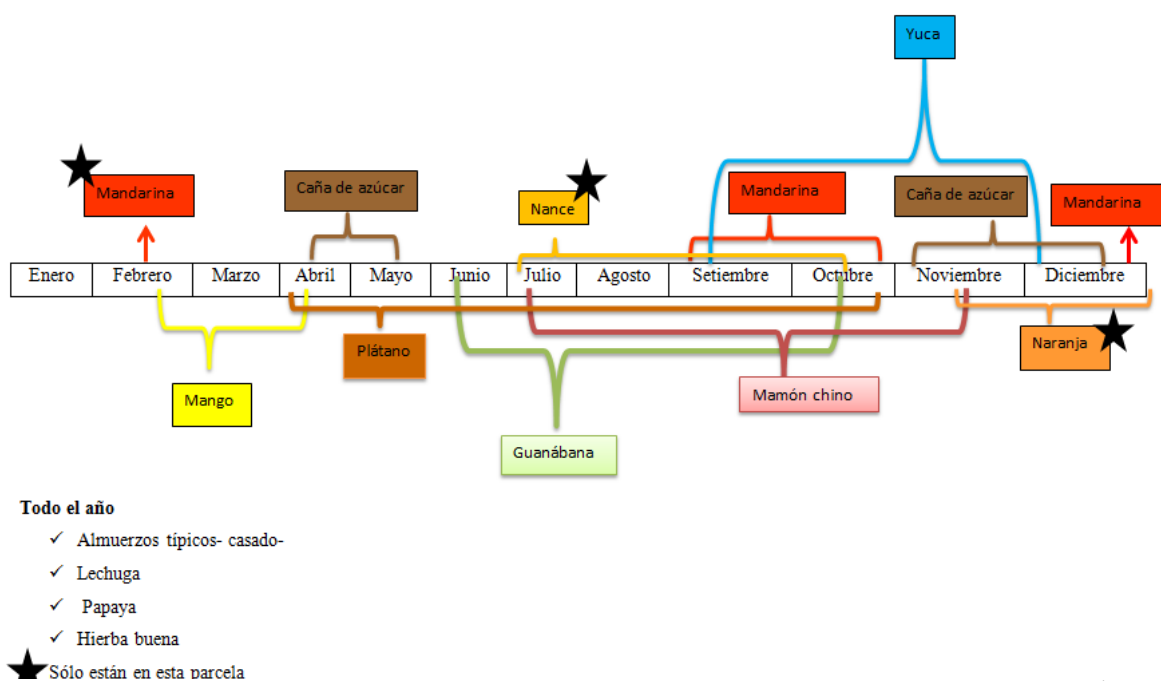 Yuca
Mandarina
Caña de azúcar
Nance
Mandarina
Caña de azúcar
Mandarina
Enero Febrero Marzo Abril Mayo Junio Julio Agosto Setiembre Octubre Noviembre Diciembre
Plátano
Naranja
Mango
Mamón chino
Guanábana
Todo el año
✓ Almuerzos típicos- casado-
✓ Lechuga
✓ Papaya
✓ Hierba buena
Sólo están en esta parcela